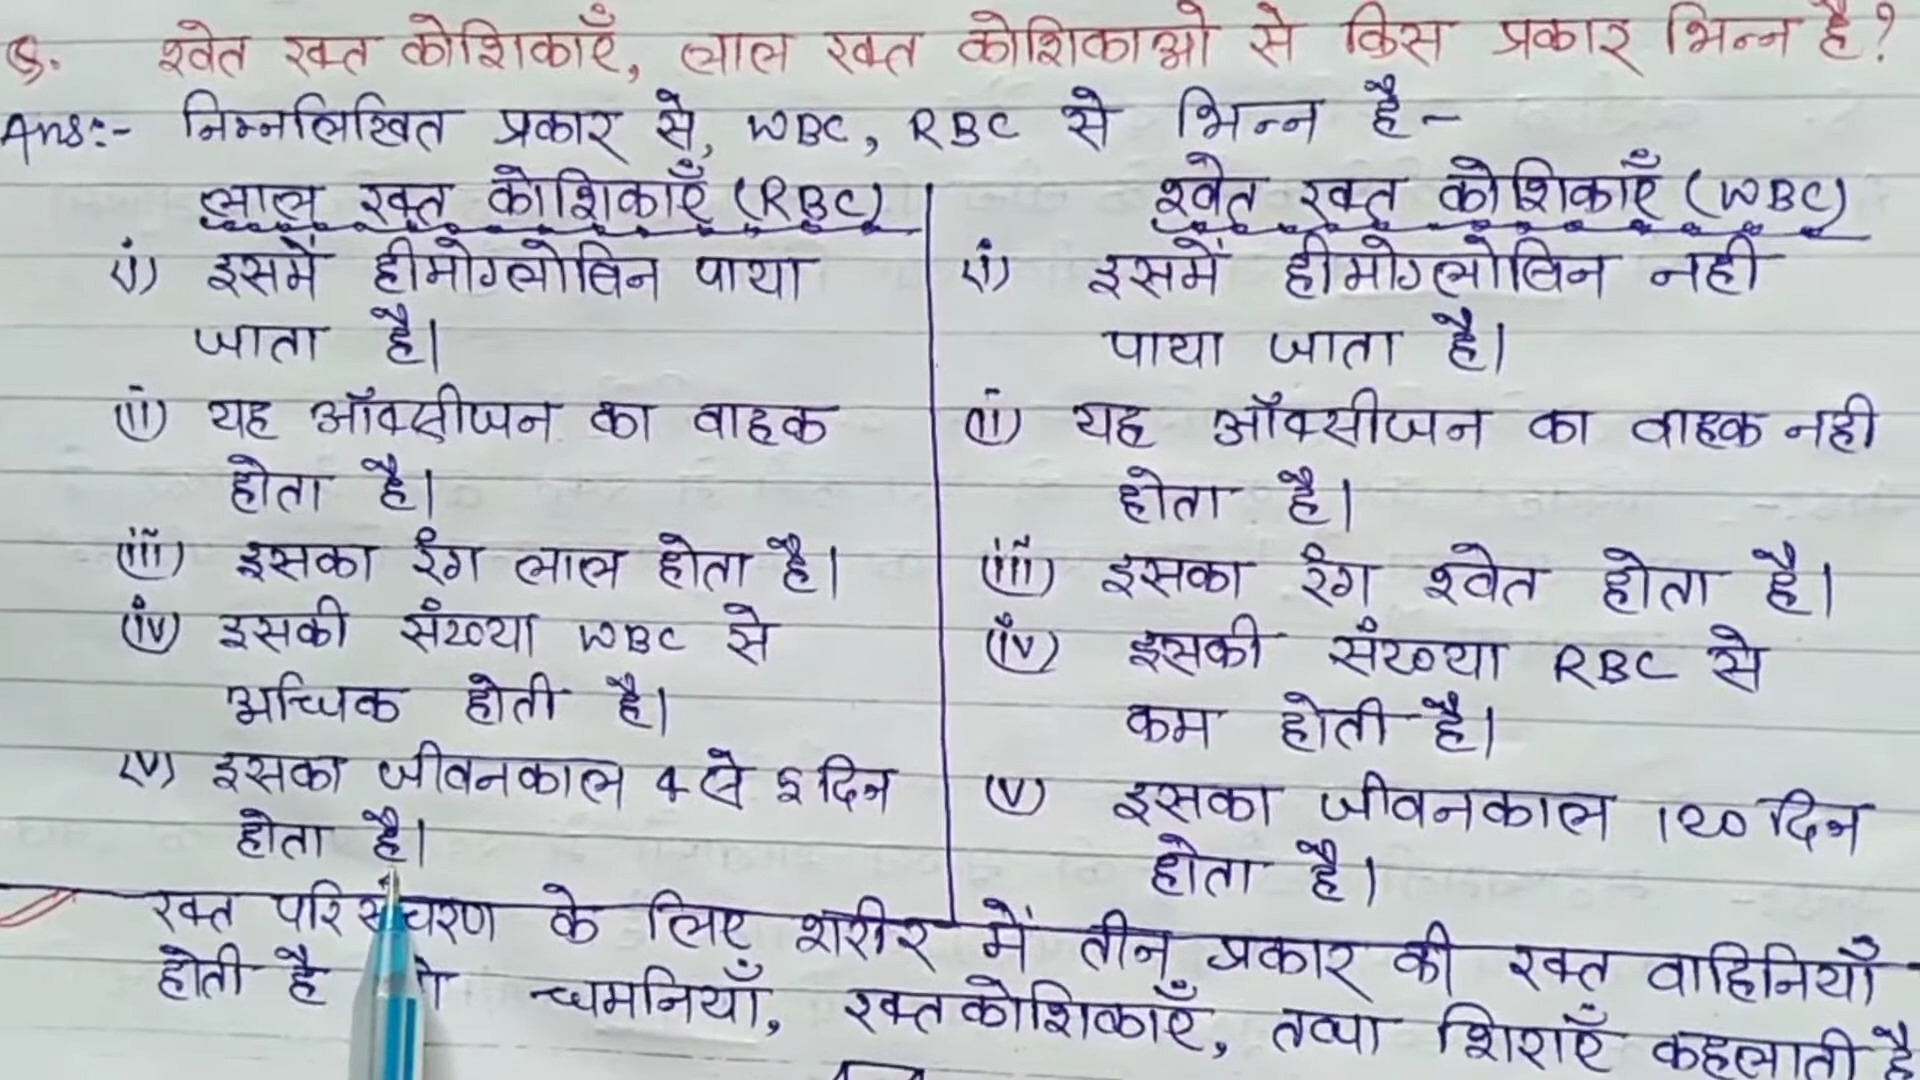 Q. श्वेत रक्त कोशिकाएँ, लाल रक्त कोशिकाओ से किस प्रकार भिन्न है?
Ans:- निम्नलिखित प्रकार से, WBC, RBC से भिन्न है-
लाल रक्त कोशिकाएँ (RBC)
(i) इसमें हीमोग्लोबिन पाया
जाता है।
(ii) यह ऑक्सीजन का वाहक
होता है।
(iii) इसका रंग लाल होता है।
(iv) इसकी संख्या WBC से
अधिक होती है।
(v) इसका जीवनकाल 4 से 5 दिन
होता है।
श्वेत रक्त कोशिकाएँ (WBC)
(i) इसमें हीमोग्लोबिन नही
पाया जाता है।
(ii) यह ऑक्सीजन का वाहक नही
होता है।
(iii) इसका रंग श्वेत होता है।
(iv) इसकी संख्या RBC से
कम होती है।
(v) इसका जीवनकाल 120 दिन
होता है।
रक्त परिसंचरण के लिए शरीर में तीन प्रकार की रक्त वाहिनियाँ
होती है धमनियाँ, रक्तकोशिकाएँ, तथा शिराएँ कहलाती है